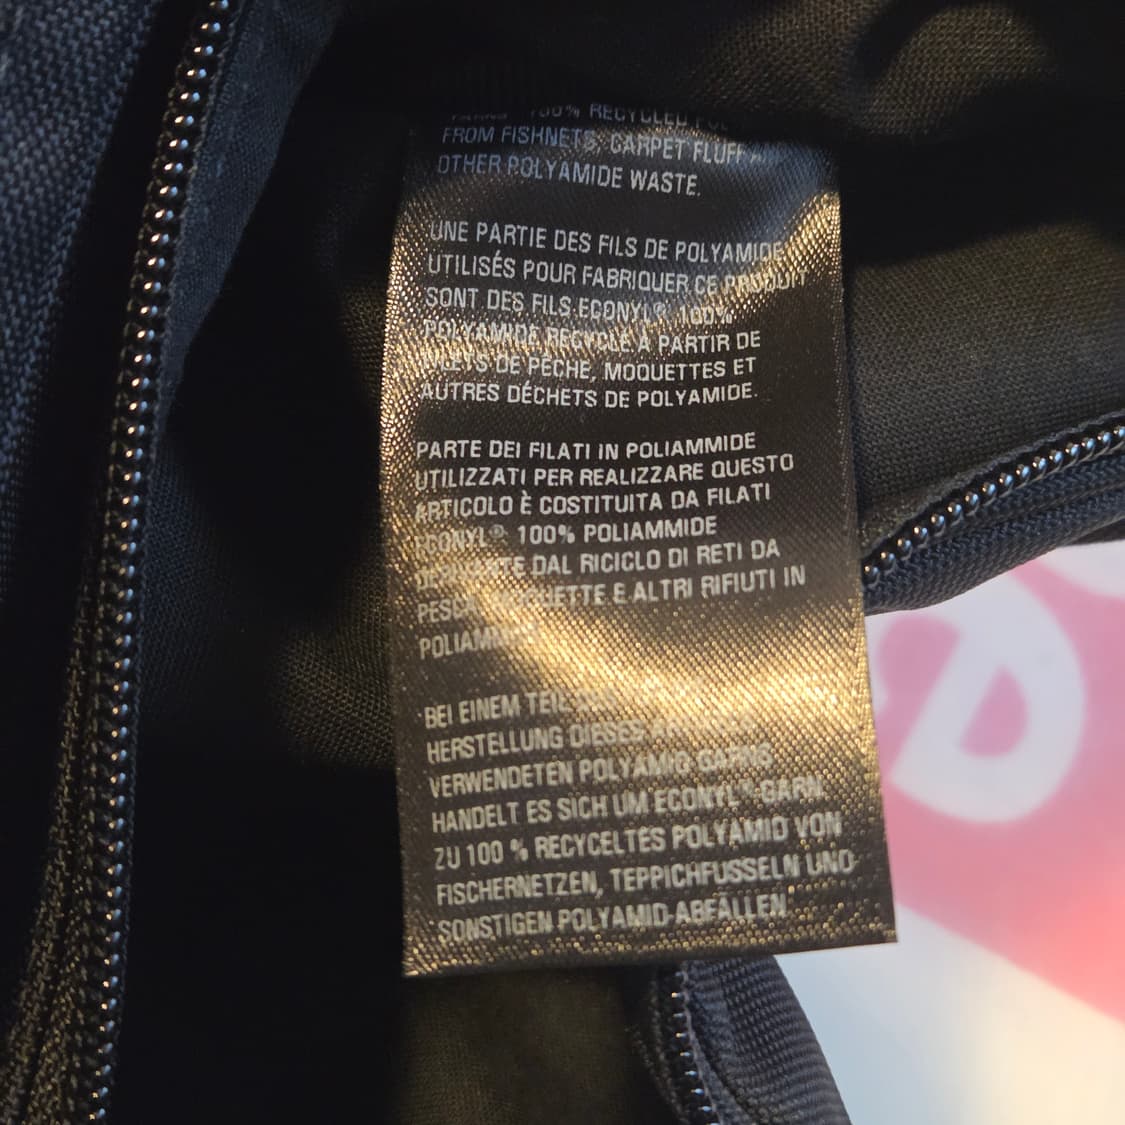 100% RECYCLED
FROM FISHNETS, CARPET FLUFF
OTHER POLYAMIDE WASTE.
UNE PARTIE DES FILS DE POLYAMIDE
UTILISÉS POUR FABRIQUER CE PRODUIT
SONT DES FILS ECONYL® 100%
POLYAMIDE RECYCLÉ À PARTIR DE
DE PÊCHE, MOQUETTES ET
AUTRES DÉCHETS DE POLYAMIDE.
PARTE DEI FILATI IN POLIAMMIDE
UTILIZZATI PER REALIZZARE QUESTO
ARTICOLO È COSTITUITA DA FILATI
ECONYL® 100% POLIAMMIDE
DAL RICICLO DI RETI DA
E ALTRI RIFIUTI IN
BEI EINEM TEIL
HERSTELLUNG DIESES
VERWENDETEN POLYAMID-GARNS
HANDELT ES SICH UM ECONYL®-GARN
ZU 100 % RECYCELTES POLYAMID VON
FISCHERNETZEN, TEPPICHFUSSELN UND
SONSTIGEN POLYAMID-ABFÄLLEN